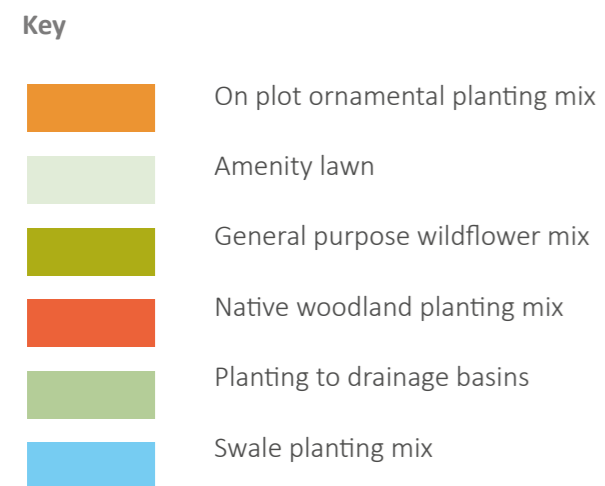 Key
On plot ornamental planting mix
Amenity lawn
General purpose wildflower mix
Native woodland planting mix
Planting to drainage basins
Swale planting mix